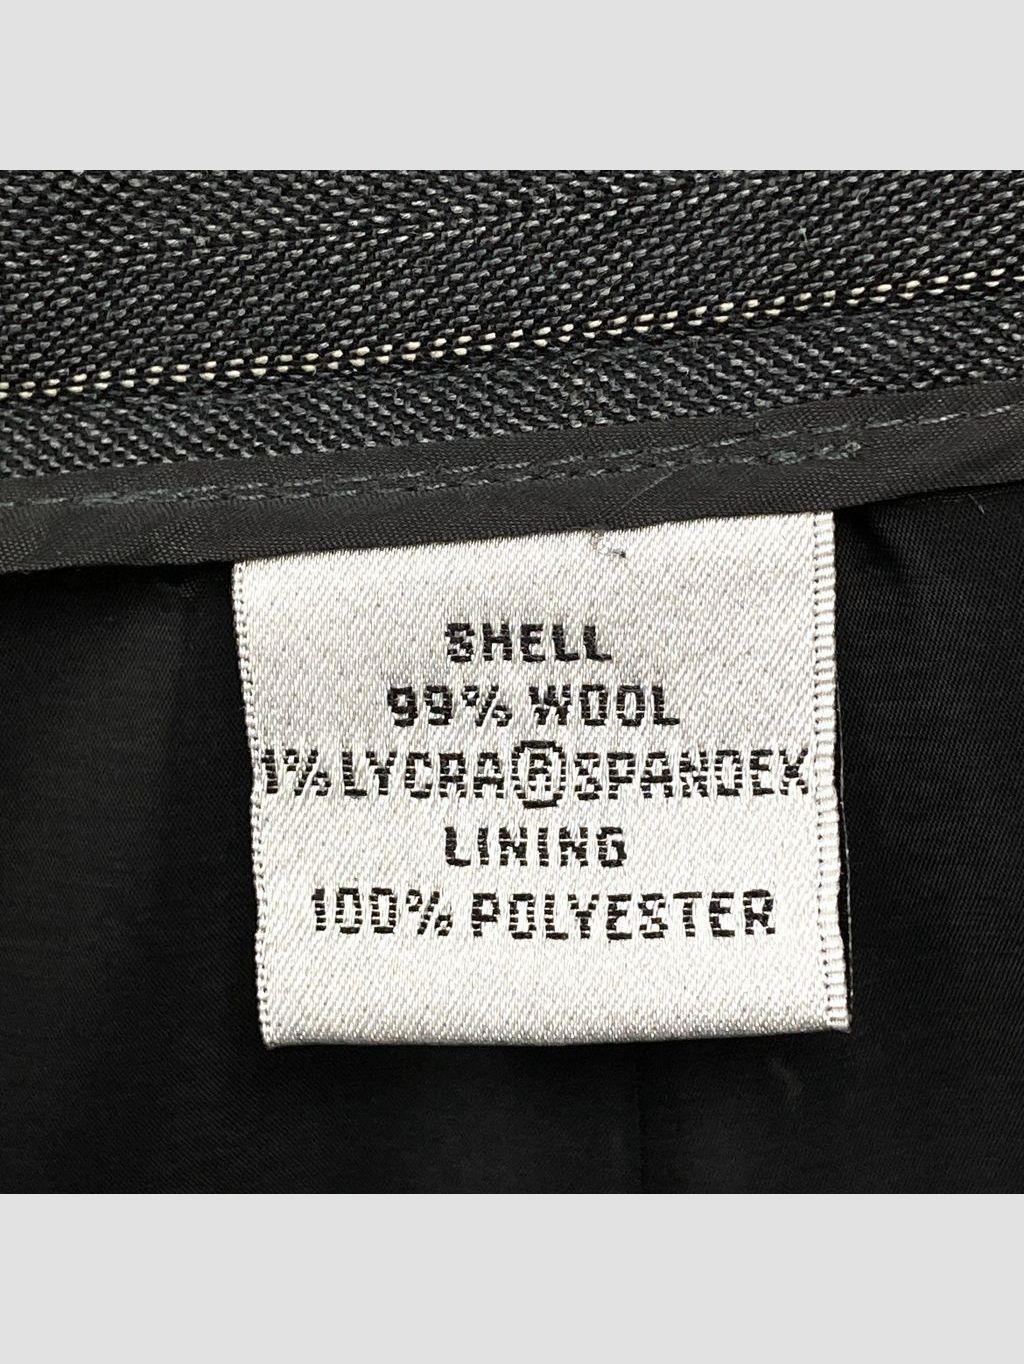 SHELL
99% WOOL
1% LYCRA®SPANDEX
LINING
100% POLYESTER